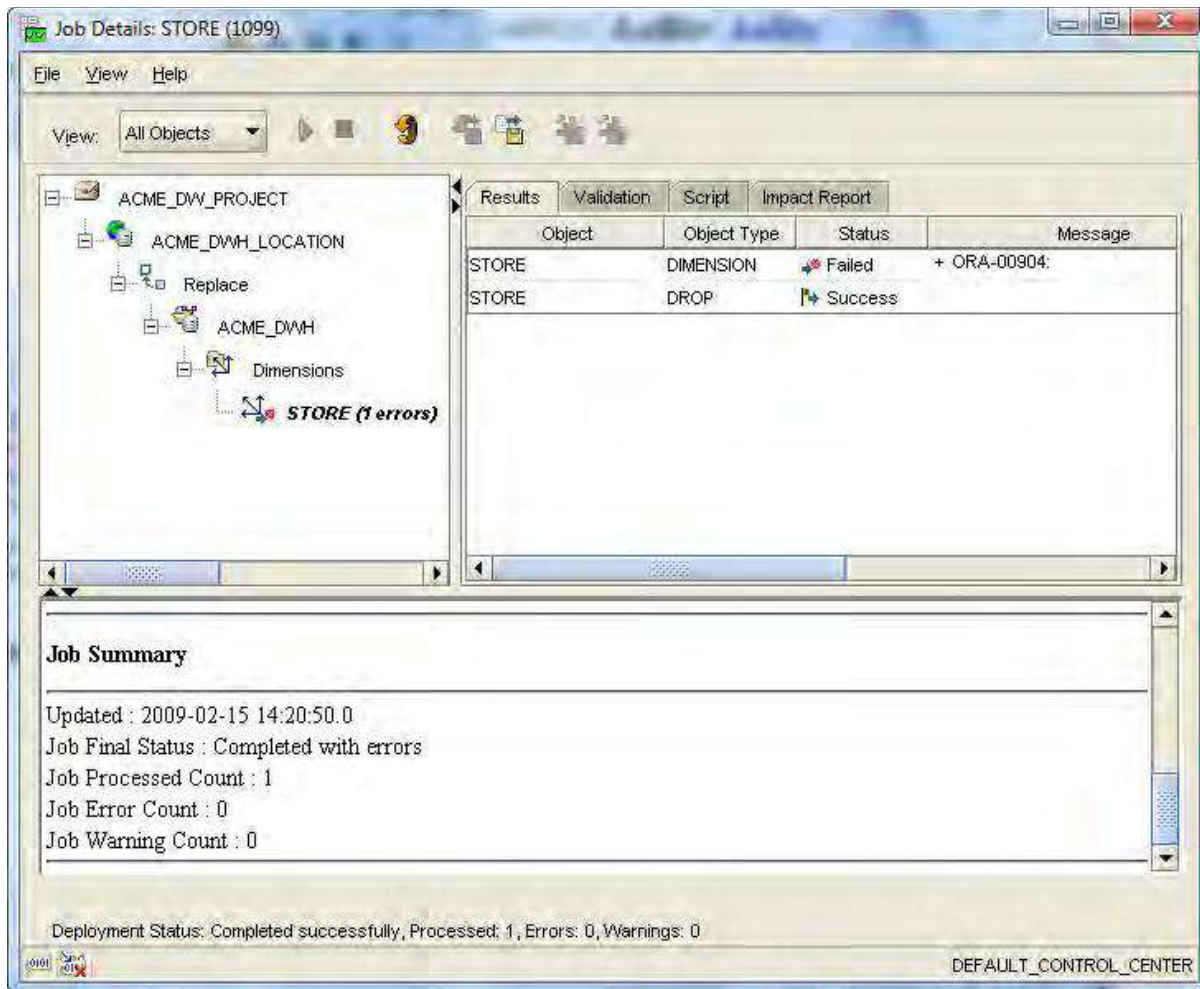 Job Details: STORE (1099)
File View Help
View: All Objects
ACME_DW_PROJECT
ACME_DWH_LOCATION
Replace
ACME_DWH
Dimensions
STORE (1 errors)
Results Validation Script Impact Report
Object Object Type Status Message
STORE DIMENSION Failed + ORA-00904:
STORE DROP Success
Job Summary
Updated : 2009-02-15 14:20:50.0
Job Final Status : Completed with errors
Job Processed Count : 1
Job Error Count : 0
Job Warning Count : 0
Deployment Status: Completed successfully, Processed: 1, Errors: 0, Warnings: 0
DEFAULT_CONTROL_CENTER